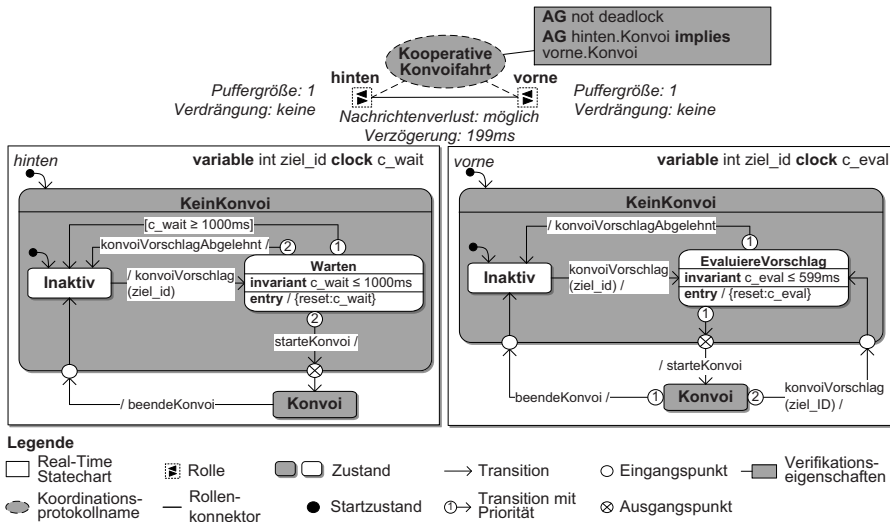 AG not deadlock
AG hinten.Konvoi implies
vorne.Konvoi
Kooperative
Konvoifahrt
hinten
vorne
Puffergröße: 1
Verdrängung: keine
Puffergröße: 1
Verdrängung: keine
Nachrichtenverlust: möglich
Verzögerung: 199ms
hinten
variable int ziel_id clock c_wait
KeinKonvoi
[c_wait ≥ 1000ms]
konvoiVorschlagAbgelehnt /
2
1
Inaktiv
/ konvoiVorschlag
(ziel_id)
Warten
invariant c_wait ≤ 1000ms
entry / {reset:c_wait}
2
starteKonvoi /
/ beendeKonvoi
Konvoi
vorne
variable int ziel_id clock c_eval
KeinKonvoi
/ konvoiVorschlagAbgelehnt
1
Inaktiv
konvoiVorschlag
(ziel_id) /
EvaluiereVorschlag
invariant c_eval ≤ 599ms
entry / {reset:c_eval}
1
/ starteKonvoi
beendeKonvoi /
1
Konvoi
2
konvoiVorschlag
(ziel_ID) /
Legende
Real-Time
Statechart
Rolle
Zustand
Transition
Eingangspunkt
Verifikations-
eigenschaften
Koordinations-
protokollname
Rollen-
konnektor
Startzustand
1
Transition mit
Priorität
Ausgangspunkt